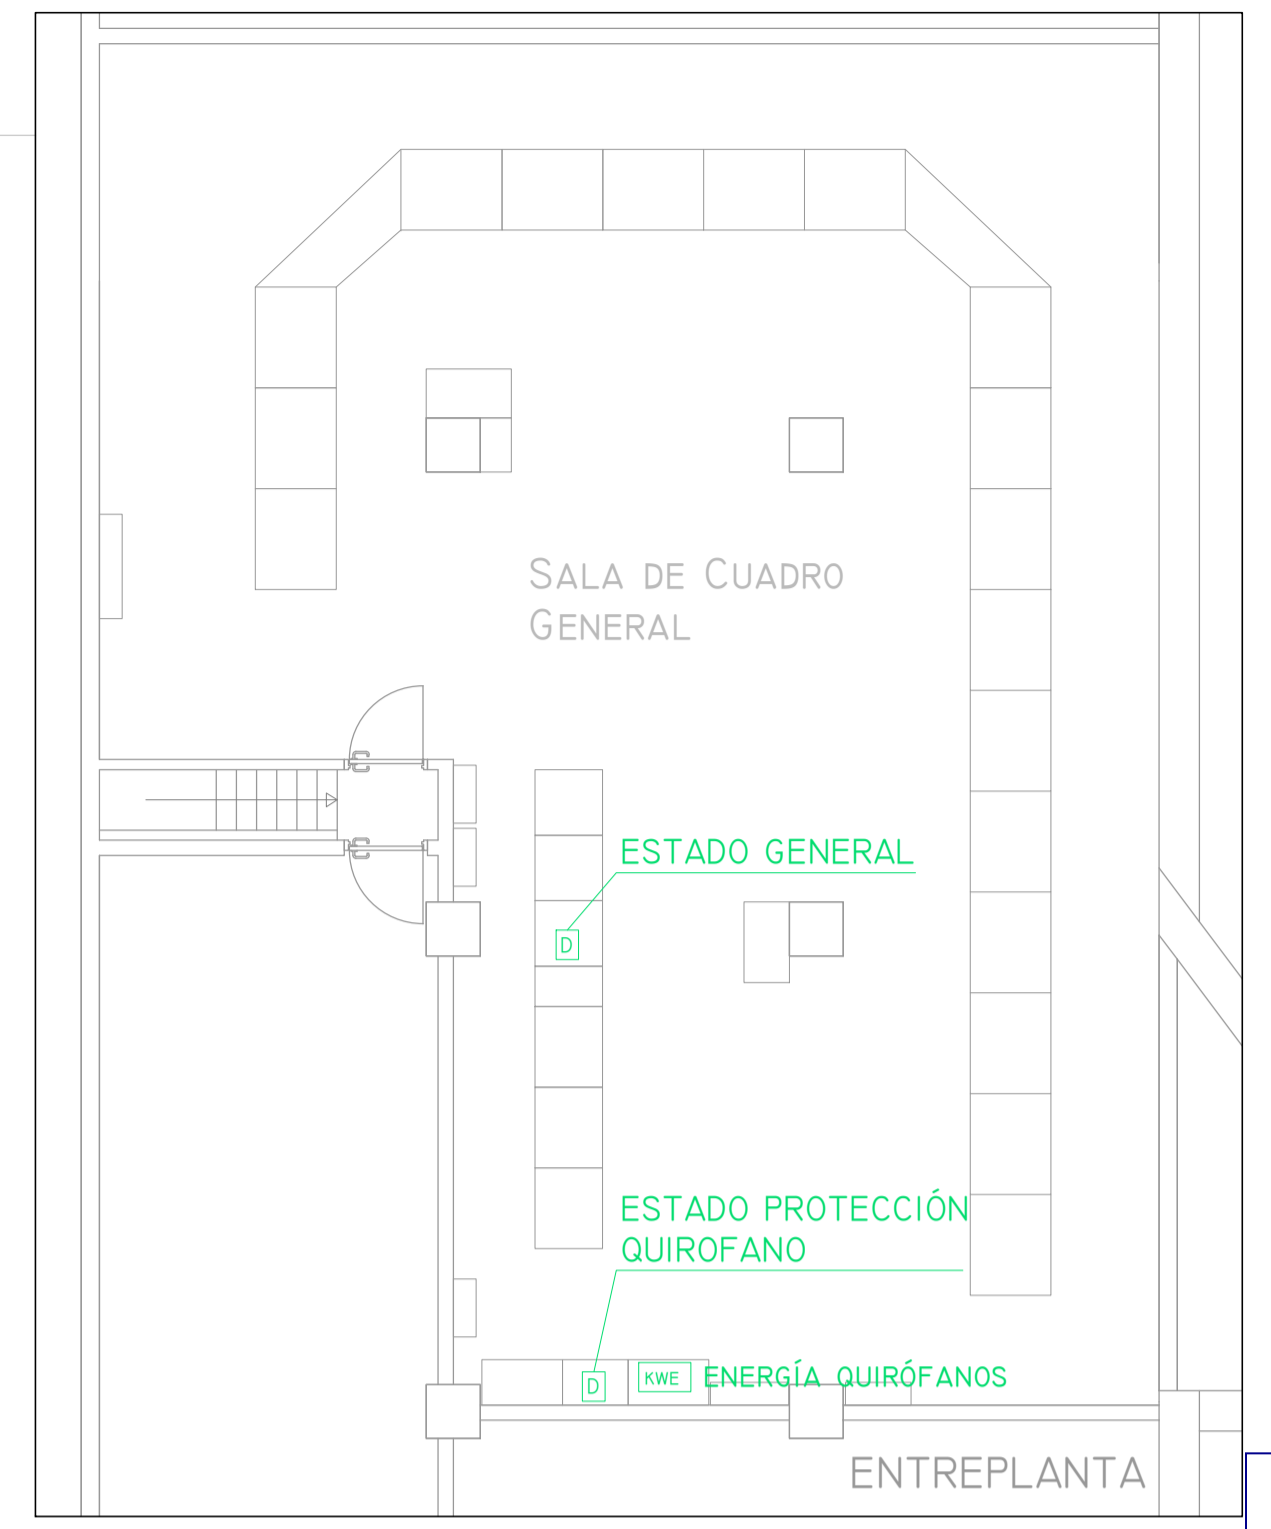 SALA DE CUADRO
GENERAL
ESTADO GENERAL
D
ESTADO PROTECCIÓN
QUIROFANO
D
KWE
ENERGÍA QUIRÓFANOS
ENTREPLANTA